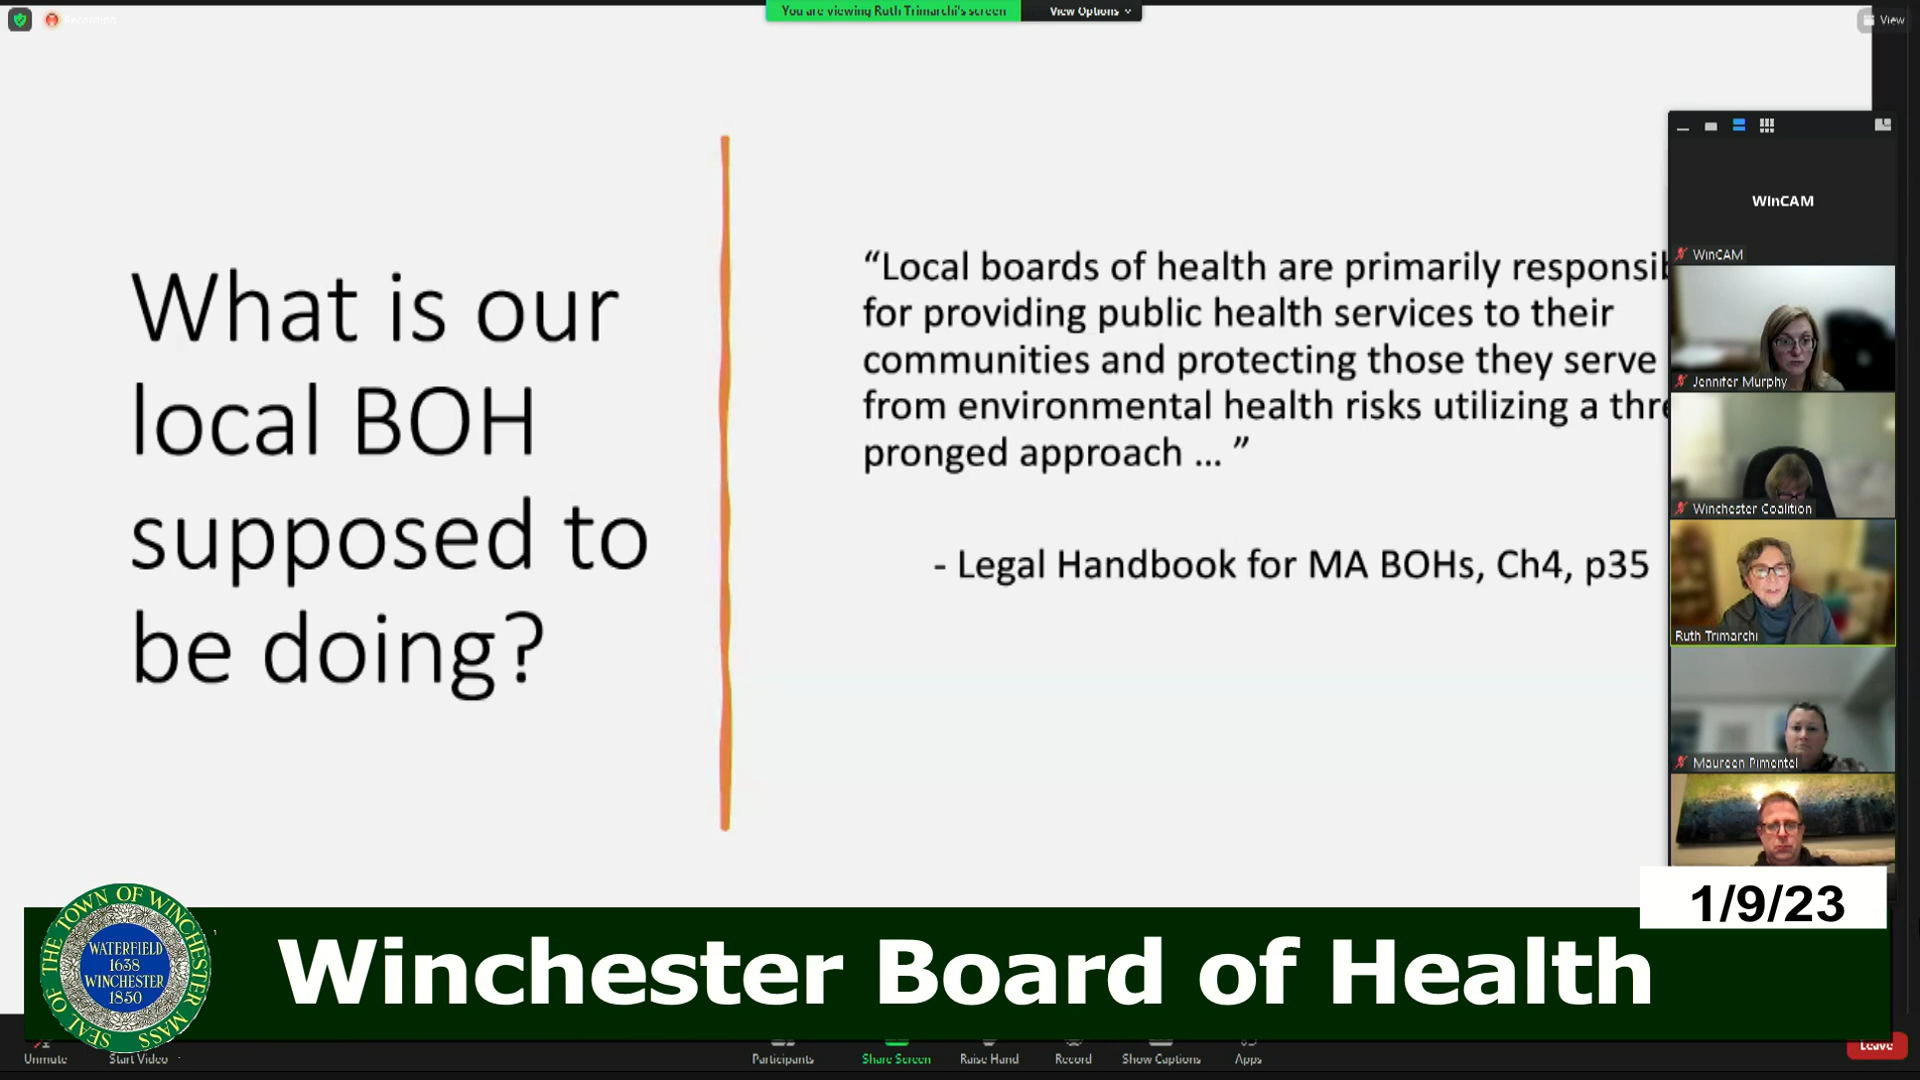 Recording
You are viewing Ruth Trimarchi's screen
View Options
View
What is our
local BOH
supposed to
be doing?
“Local boards of health are primarily responsib
for providing public health services to their
communities and protecting those they serve
from environmental health risks utilizing a thre
pronged approach ... ”
- Legal Handbook for MA BOHs, Ch4, p35
WinCAM
WinCAM
Jennifer Murphy
Winchester Coalition
Ruth Trimarchi
Maureen Pimentel
1/9/23
THE TOWN OF WINCHESTER MASS
SEAL OF
WATERFIELD
1638
WINCHESTER
1850
Winchester Board of Health
Unmute
Start Video
Participants
Share Screen
Raise Hand
Record
Show Captions
Apps
Leave